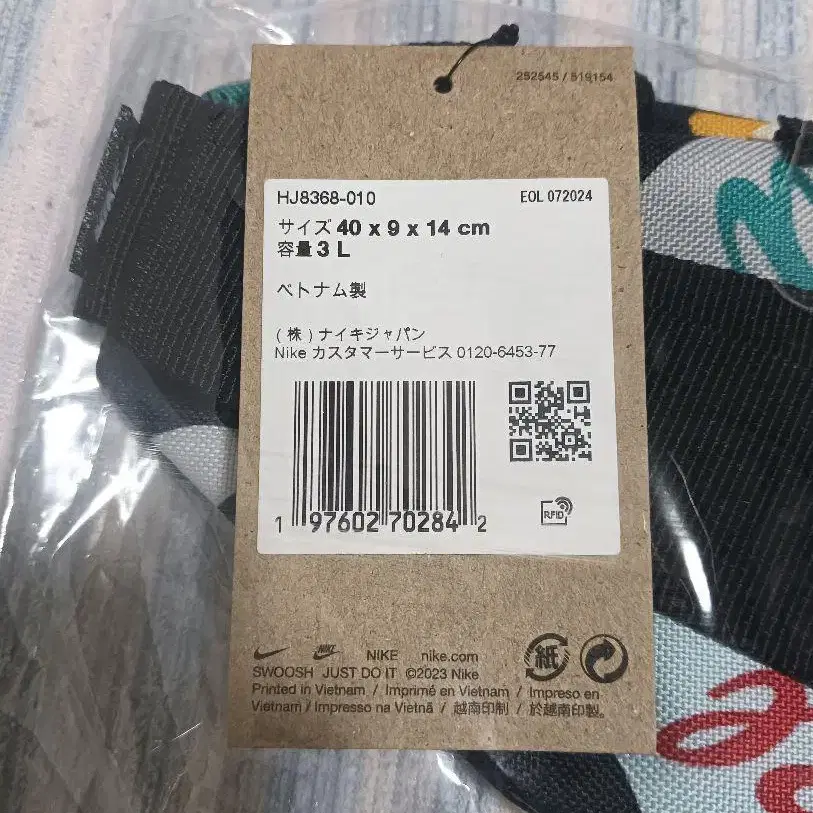 252545 / 519154
HJ8368-010
EOL 072024
サイズ 40 x 9 x 14 cm
容量 3 L
ベトナム製
(株)ナイキジャパン
Nike カスタマーサービス 0120-6453-77
1 97602 70284 2
RFID
NIKE nike.com
SWOOSH JUST DO IT ©2023 Nike
Printed in Vietnam / Imprimé en Vietnam / Impreso en
Vietnam / Impresso na Vietnã / 越南印制 / 於越南印製。
紙